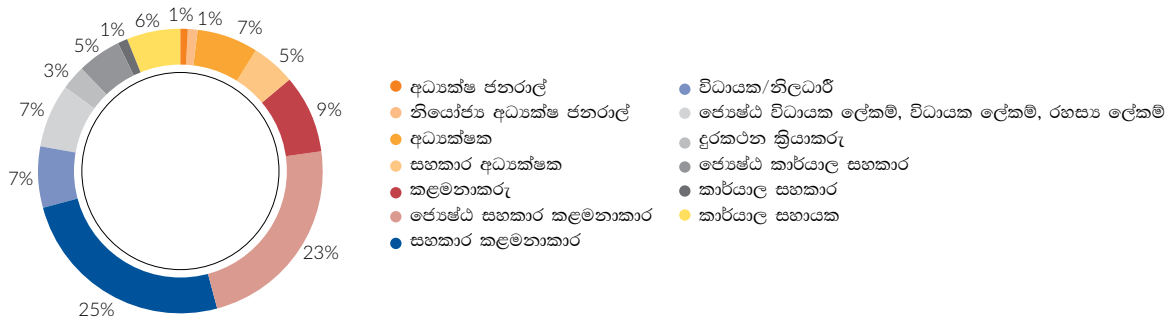 1%
1%
7%
5%
9%
23%
25%
7%
7%
3%
5%
1%
6%
අධ්‍යක්ෂ ජනරාල්
නියෝජ්‍ය අධ්‍යක්ෂ ජනරාල්
අධ්‍යක්ෂක
සහකාර අධ්‍යක්ෂක
කළමනාකරු
ජ්‍යෙෂ්ඨ සහකාර කළමනාකාර
සහකාර කළමනාකාර
විධායක/නිලධාරී
ජ්‍යෙෂ්ඨ විධායක ලේකම්, විධායක ලේකම්, රහස්‍ය ලේකම්
දුරකථන ක්‍රියාකරු
ජ්‍යෙෂ්ඨ කාර්යාල සහකාර
කාර්යාල සහකාර
කාර්යාල සහායක